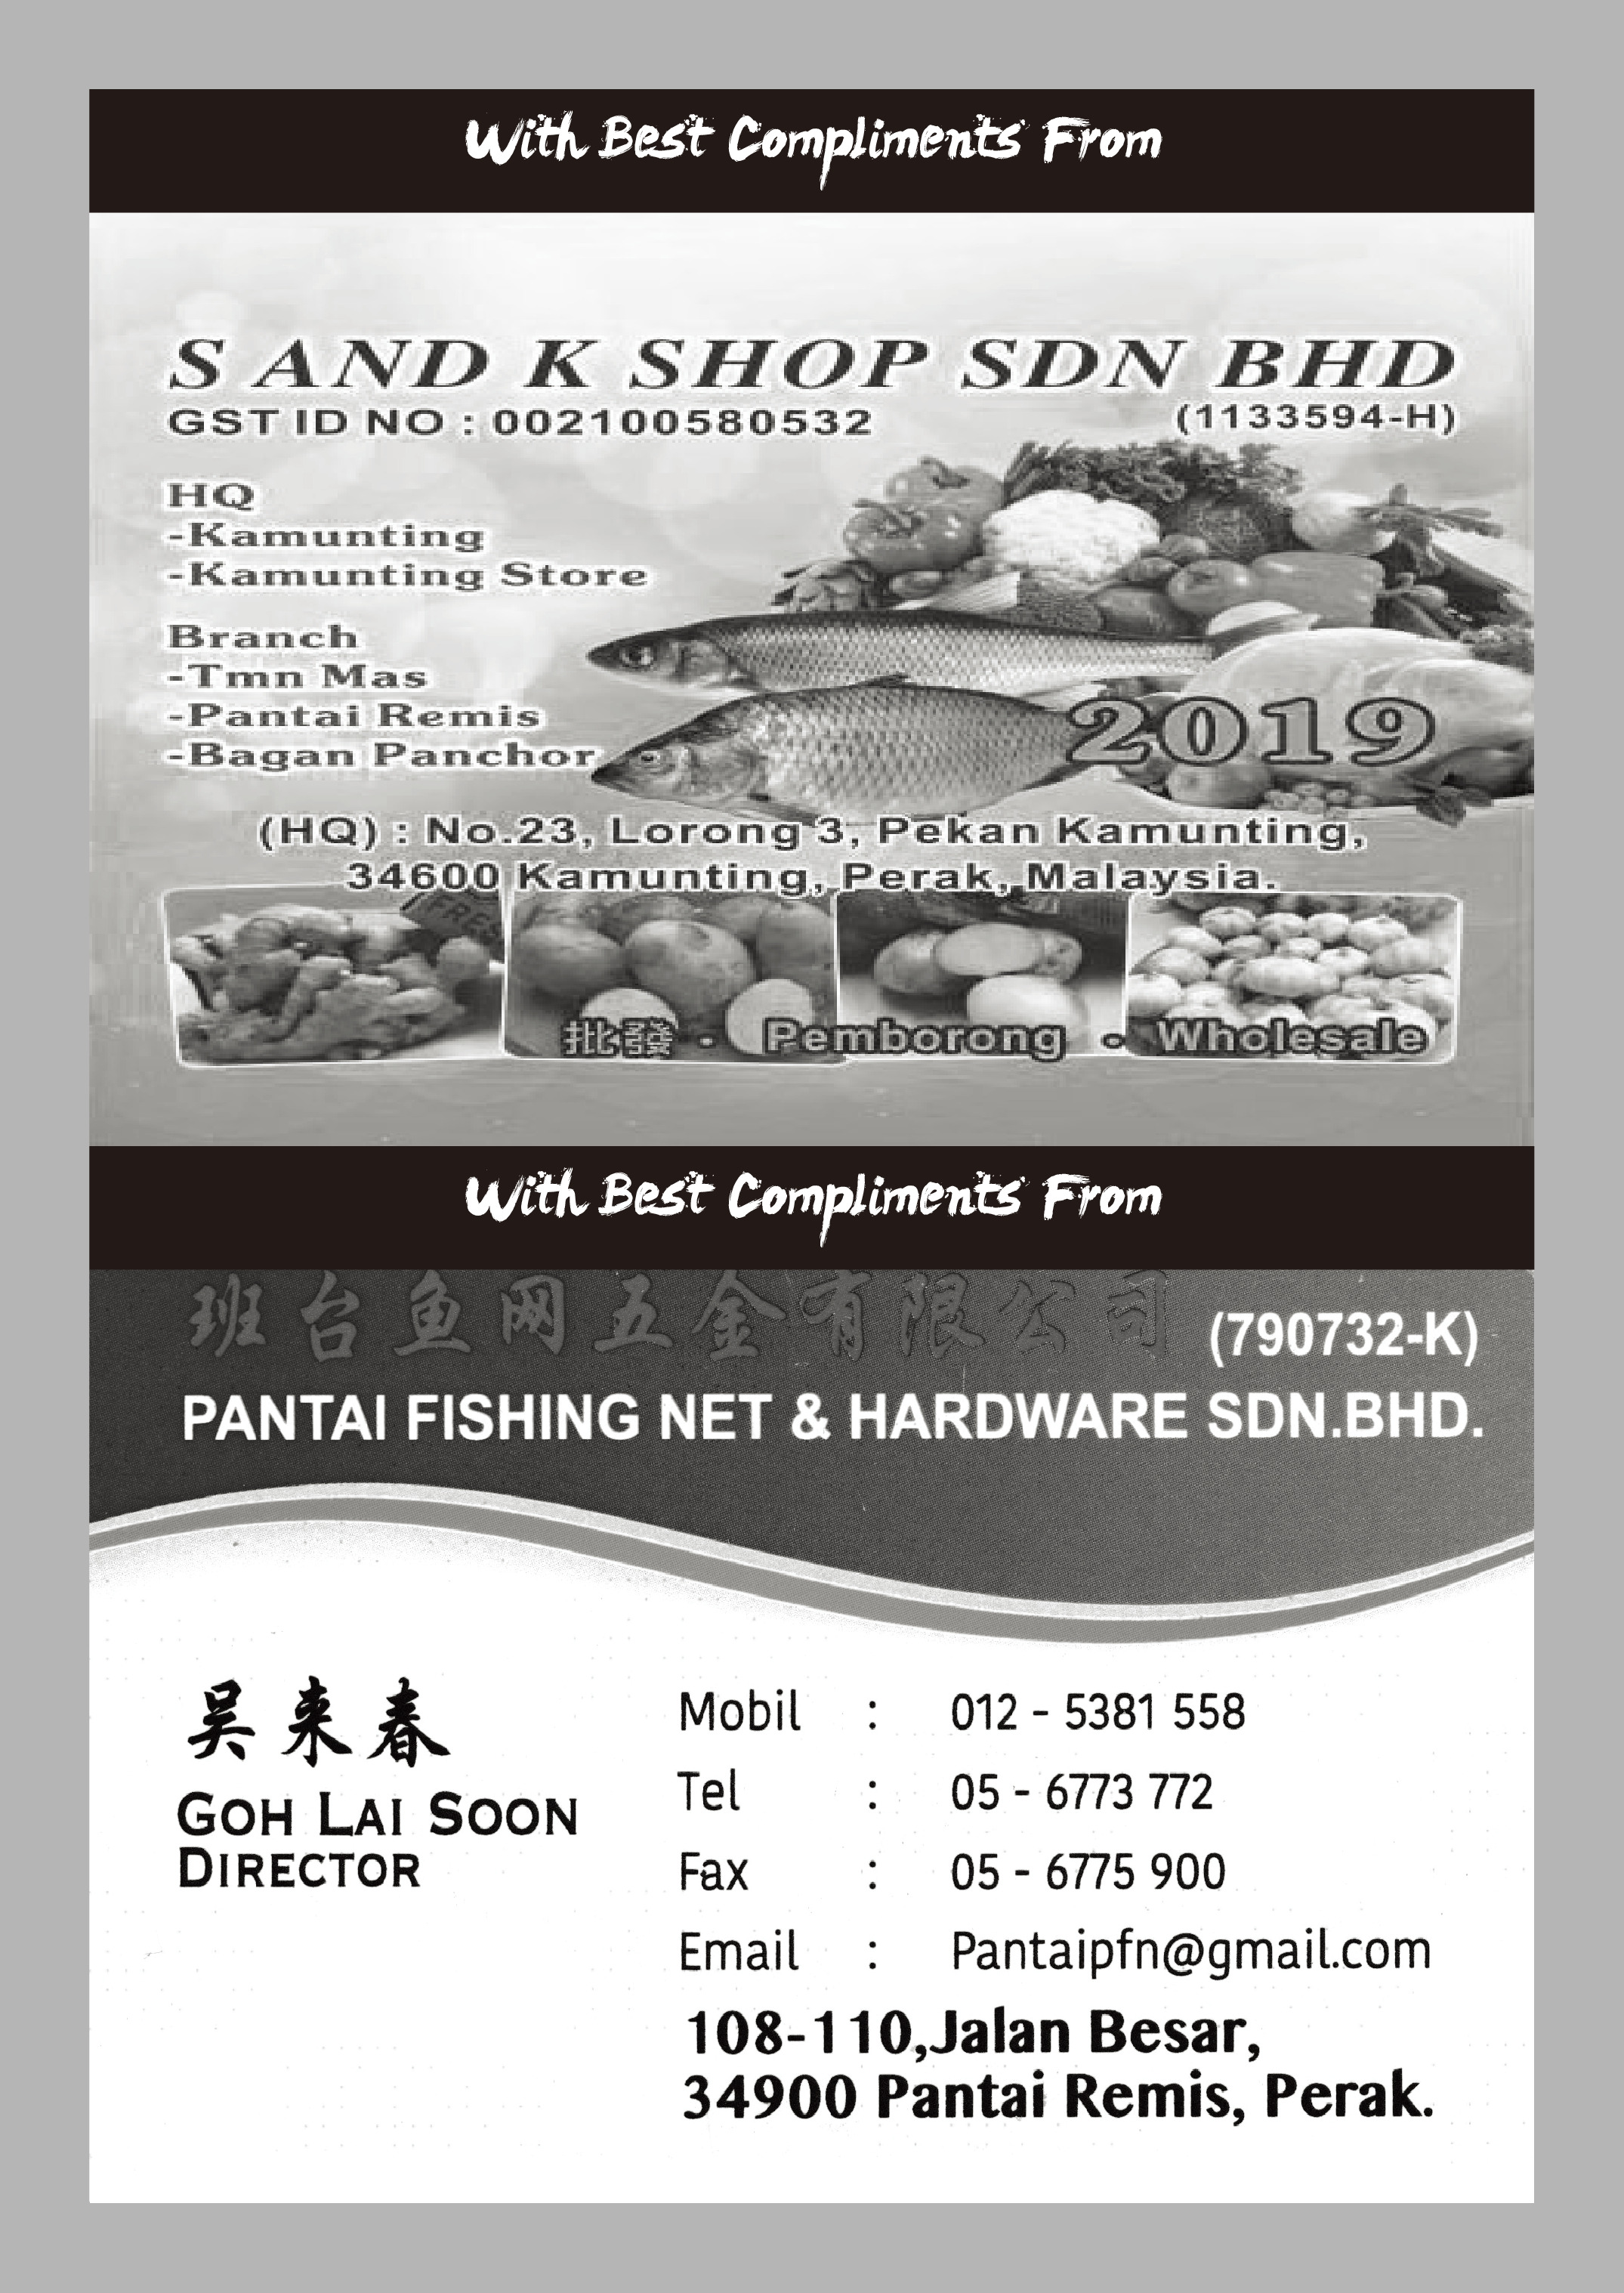 With Best Compliments From
S AND K SHOP SDN BHD
GST ID NO : 002100580532
(1133594-H)
HQ
-Kamunting
-Kamunting Store
Branch
-Tmn Mas
-Pantai Remis
-Bagan Panchor
2019
(HQ) : No.23, Lorong 3, Pekan Kamunting,
34600 Kamunting, Perak, Malaysia.
批發 · Pemborong · Wholesale
With Best Compliments From
班台鱼网五金有限公司 (790732-K)
PANTAI FISHING NET & HARDWARE SDN.BHD.
吴来春
GOH LAI SOON
DIRECTOR
Mobil : 012 - 5381 558
Tel : 05 - 6773 772
Fax : 05 - 6775 900
Email : Pantaipfn@gmail.com
108-110,Jalan Besar,
34900 Pantai Remis, Perak.